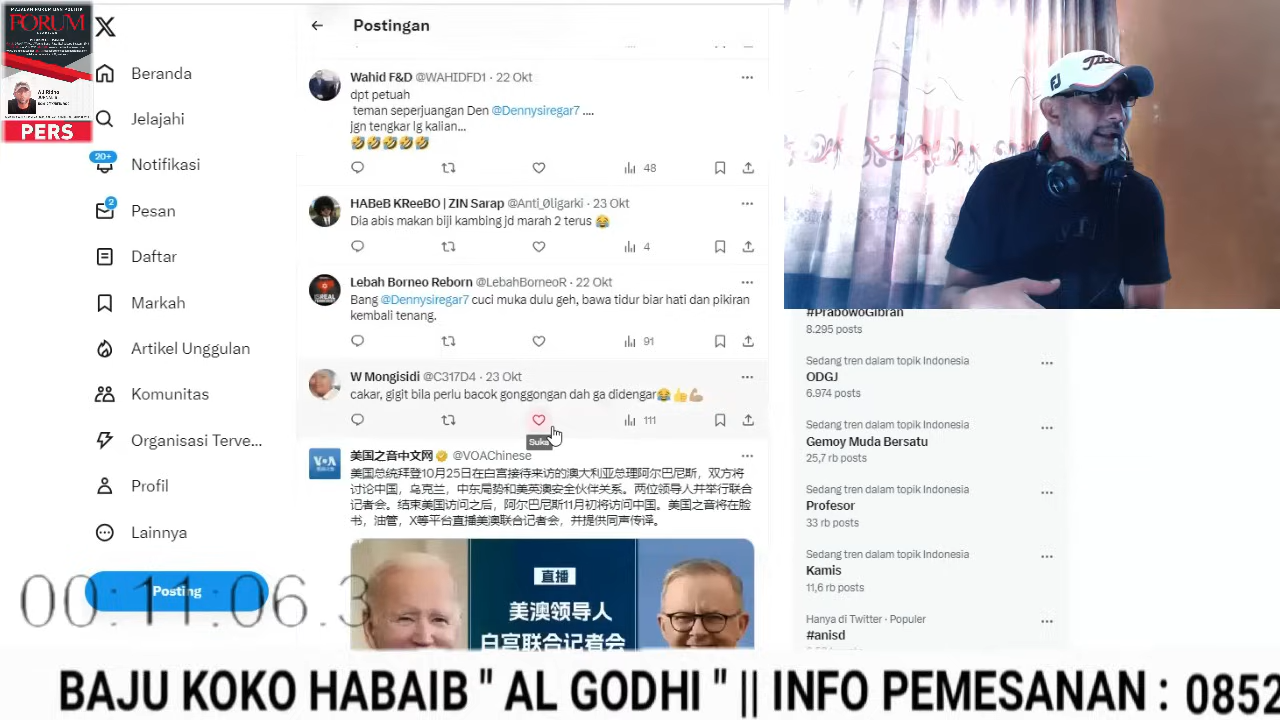 MAJALAH HUKUM DAN POLITIK
FORUM
AJ Ridho
PERS
X
Beranda
Jelajahi
20+
Notifikasi
2
Pesan
Daftar
Markah
Artikel Unggulan
Komunitas
Organisasi Terve...
Profil
Lainnya
Posting
00:11:06.3
Postingan
Wahid F&D @WAHIDFD1 · 22 Okt
dpt petuah
teman seperjuangan Den @Dennysiregar7 ....
jgn tengkar lg kalian...
🤣🤣🤣🤣🤣
48
HABeB KReeBO | ZIN Sarap @Anti_0ligarki · 23 Okt
Dia abis makan biji kambing jd marah 2 terus 😂
4
Lebah Borneo Reborn @LebahBorneoR · 22 Okt
Bang @Dennysiregar7 cuci muka dulu geh, bawa tidur biar hati dan pikiran
kembali tenang.
91
W Mongisidi @C317D4 · 23 Okt
cakar, gigit bila perlu bacok gonggongan dah ga didengar😂👍💪
111
Suka
美国之音中文网 @VOAChinese
美国总统拜登10月25日在白宫接待来访的澳大利亚总理阿尔巴尼斯，双方将
讨论中国，乌克兰，中东局势和美英澳安全伙伴关系。两位领导人并举行联合
记者会。结束美国访问之后，阿尔巴尼斯11月初将访问中国。美国之音将在脸
书，油管，X等平台直播美澳联合记者会，并提供同声传译。
VOA
直播
美澳领导人
白宫联合记者会
FJ
Titleist
#PrabowoGibran
8.295 posts
Sedang tren dalam topik Indonesia
ODGJ
6.974 posts
Sedang tren dalam topik Indonesia
Gemoy Muda Bersatu
25,7 rb posts
Sedang tren dalam topik Indonesia
Profesor
33 rb posts
Sedang tren dalam topik Indonesia
Kamis
11,6 rb posts
Hanya di Twitter · Populer
#anisd
BAJU KOKO HABAIB " AL GODHI " || INFO PEMESANAN : 0852